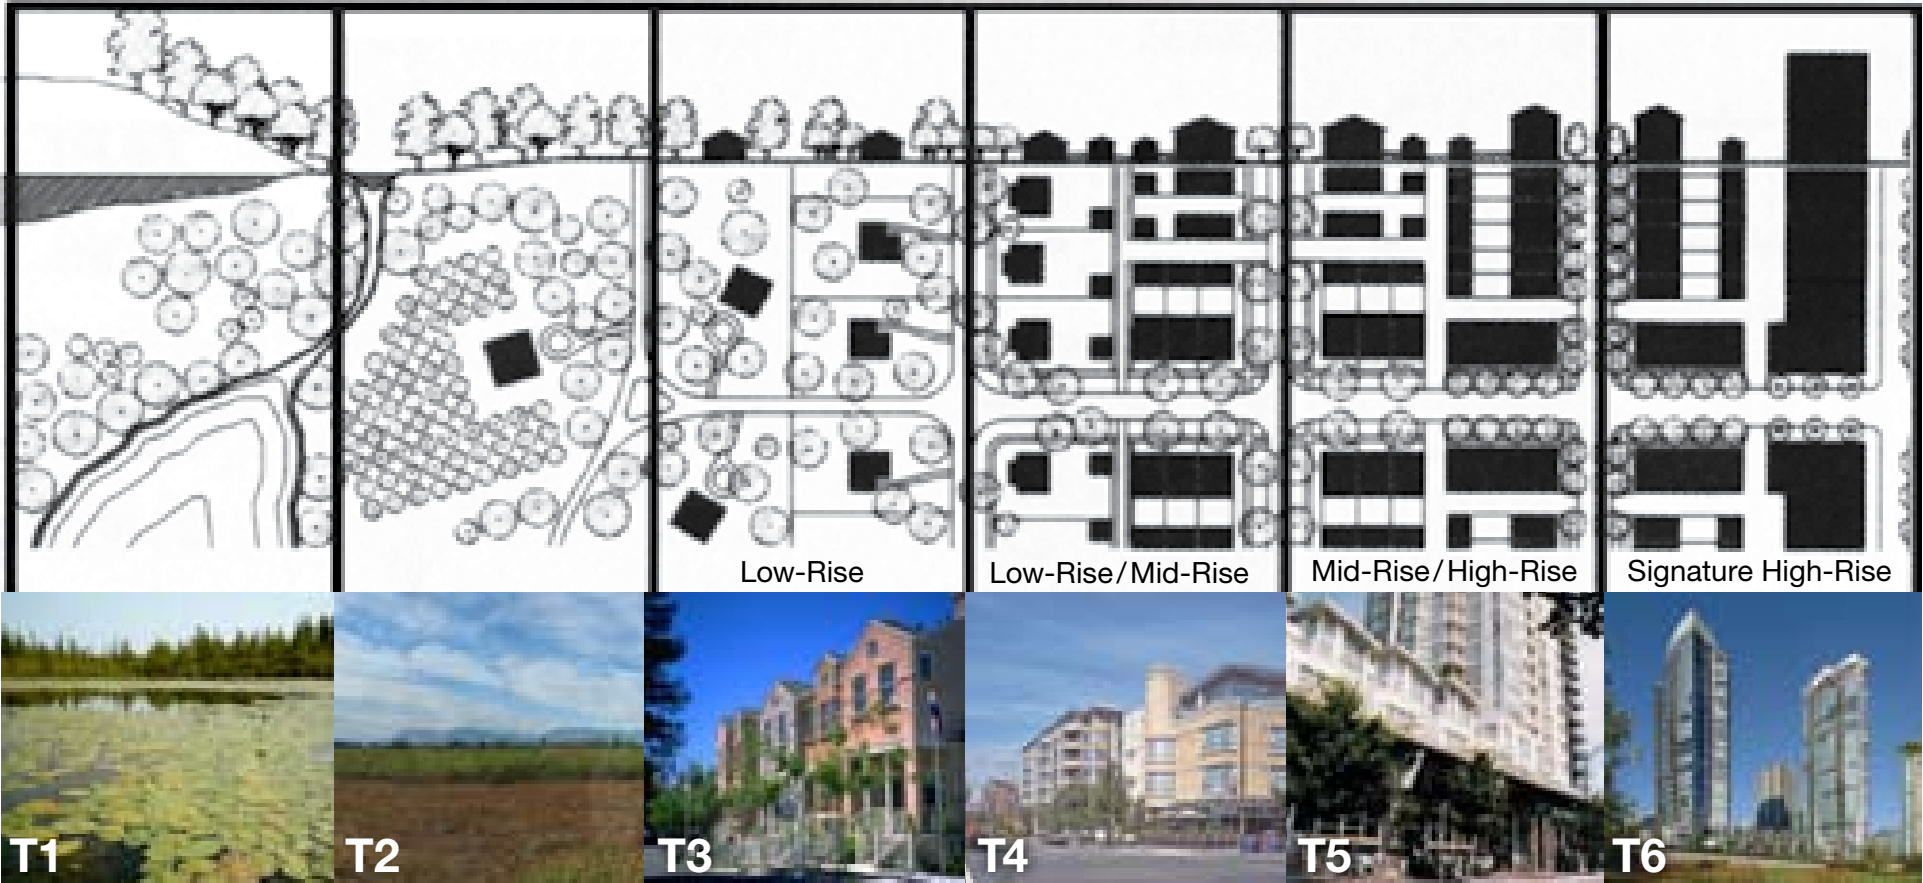 Low-Rise
Low-Rise/Mid-Rise
Mid-Rise/High-Rise
Signature High-Rise
T1
T2
T3
T4
T5
T6